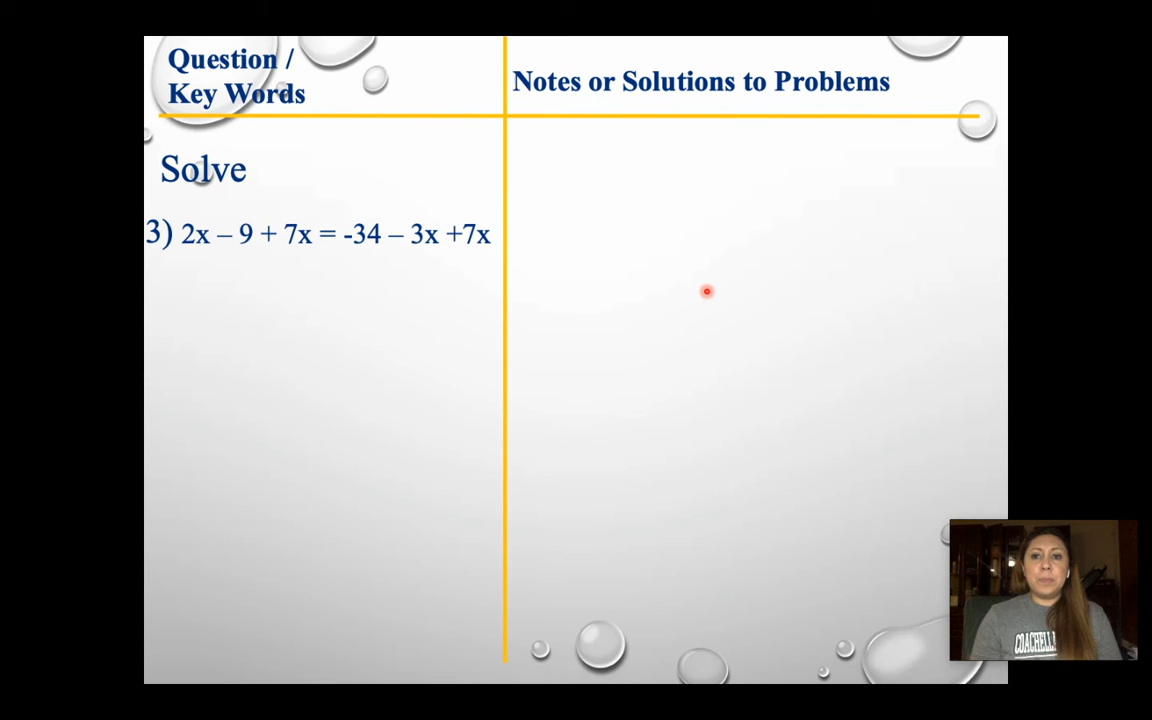 Question /
Key Words
Notes or Solutions to Problems
Solve
3) 2x – 9 + 7x = -34 – 3x +7x